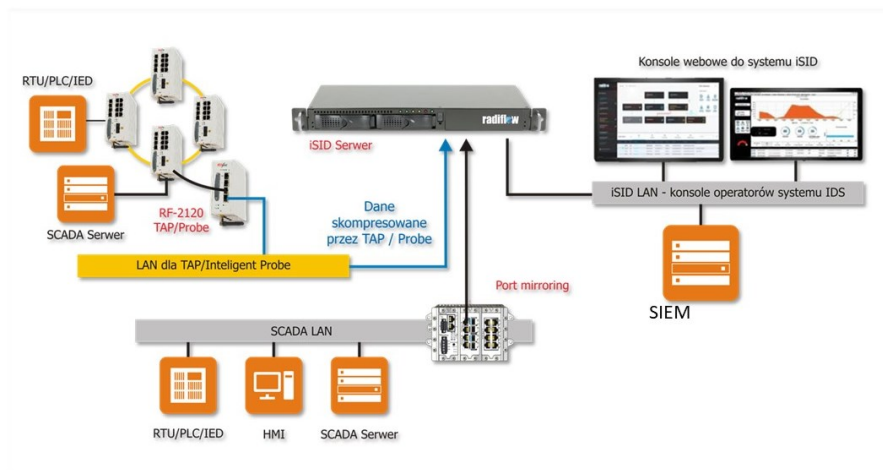 RTU/PLC/IED
SCADA Serwer
RF-2120
TAP/Probe
LAN dla TAP/Inteligent Probe
radiflow
iSID Serwer
Dane
skompresowane
przez TAP / Probe
Konsole webowe do systemu iSID
iSID LAN - konsole operatorów systemu IDS
SIEM
Port mirroring
SCADA LAN
RTU/PLC/IED
HMI
SCADA Serwer